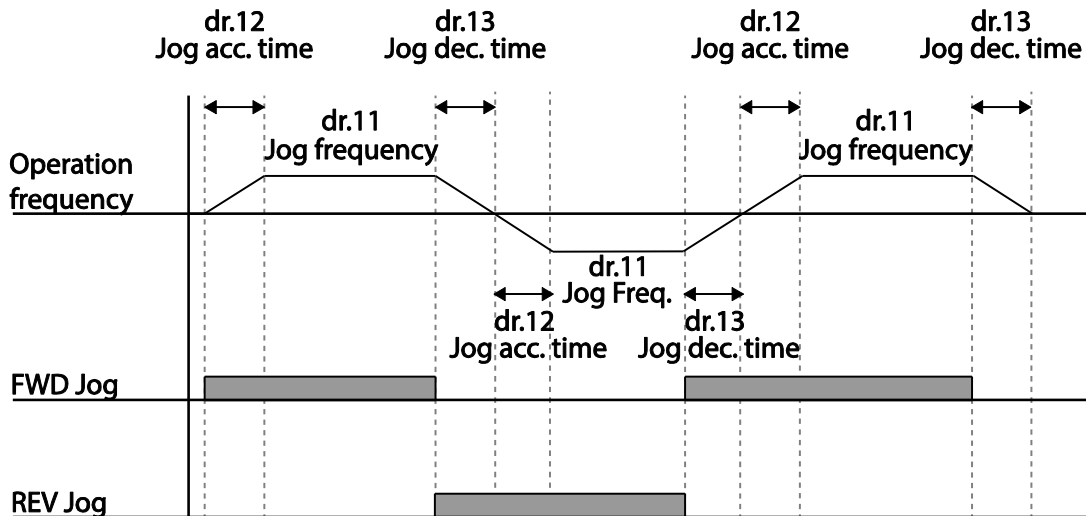 dr.12
Jog acc. time
dr.13
Jog dec. time
dr.12
Jog acc. time
dr.13
Jog dec. time
dr.11
Jog frequency
dr.11
Jog frequency
Operation
frequency
dr.11
Jog Freq.
dr.12
Jog acc. time
dr.13
Jog dec. time
FWD Jog
REV Jog